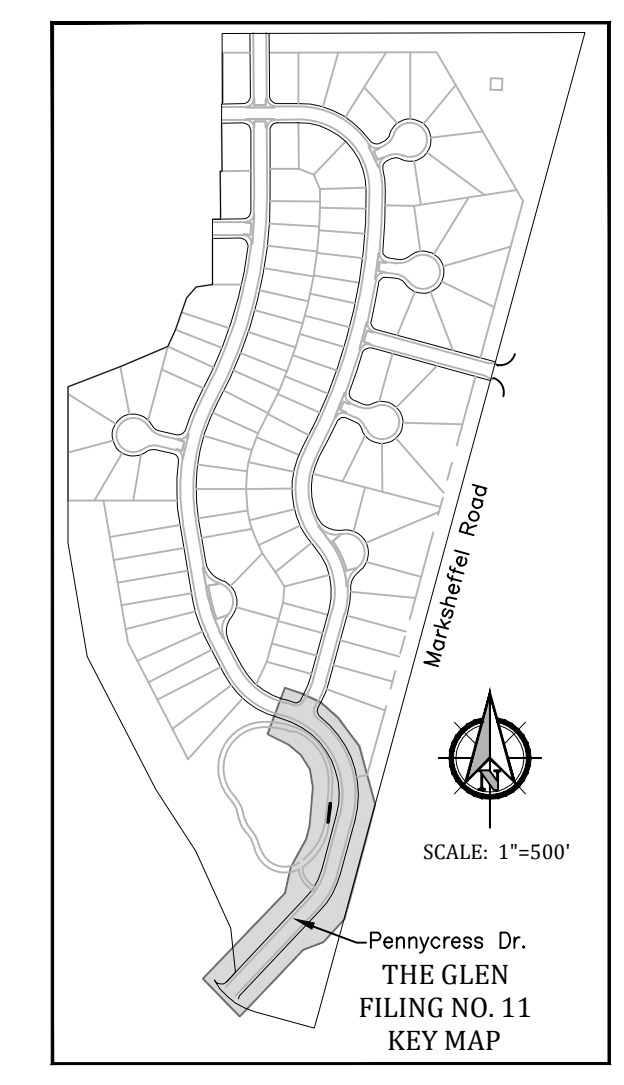 Marksheffel Road
N
SCALE: 1"=500'
Pennycress Dr.
THE GLEN
FILING NO. 11
KEY MAP